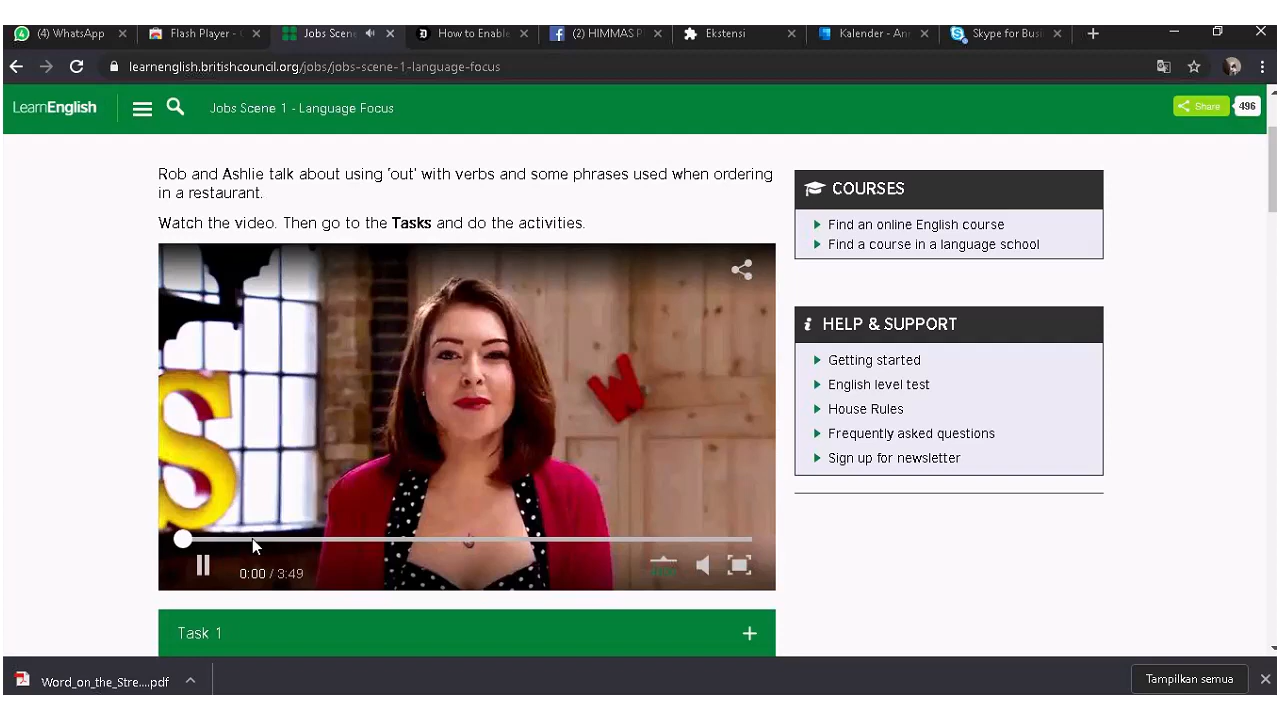 (4) WhatsApp
Flash Player -
Jobs Scene
How to Enable
(2) HIMMAS P
Ekstensi
Kalender - An
Skype for Busi
learnenglish.britishcouncil.org/jobs/jobs-scene-1-language-focus
LearnEnglish
Jobs Scene 1 - Language Focus
Share
496
Rob and Ashlie talk about using 'out' with verbs and some phrases used when ordering
in a restaurant.
Watch the video. Then go to the Tasks and do the activities.
S
W
0:00 / 3:49
Task 1
COURSES
Find an online English course
Find a course in a language school
HELP & SUPPORT
Getting started
English level test
House Rules
Frequently asked questions
Sign up for newsletter
Word_on_the_Stre....pdf
Tampilkan semua